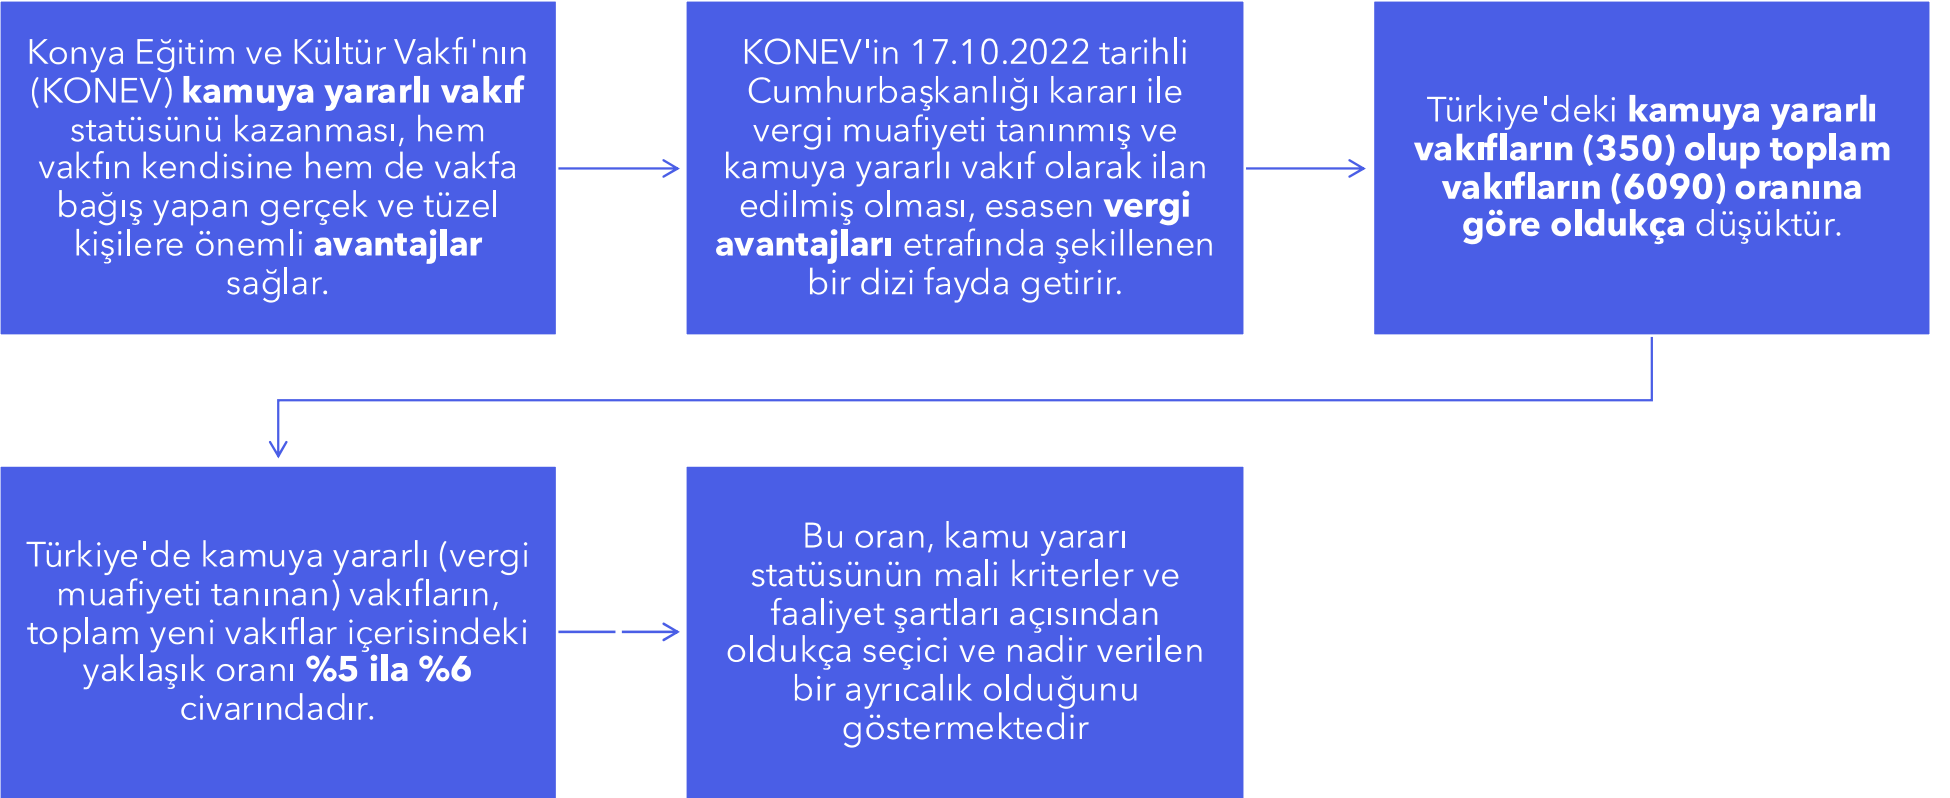 Konya Eğitim ve Kültür Vakfı'nın
(KONEV) kamuya yararlı vakıf
statüsünü kazanması, hem
vakfın kendisine hem de vakfa
bağış yapan gerçek ve tüzel
kişilere önemli avantajlar
sağlar.
KONEV'in 17.10.2022 tarihli
Cumhurbaşkanlığı kararı ile
vergi muafiyeti tanınmış ve
kamuya yararlı vakıf olarak ilan
edilmiş olması, esasen vergi
avantajları etrafında şekillenen
bir dizi fayda getirir.
Türkiye'deki kamuya yararlı
vakıfların (350) olup toplam
vakıfların (6090) oranına
göre oldukça düşüktür.
Türkiye'de kamuya yararlı (vergi
muafiyeti tanınan) vakıfların,
toplam yeni vakıflar içerisindeki
yaklaşık oranı %5 ila %6
civarındadır.
Bu oran, kamu yararı
statüsünün mali kriterler ve
faaliyet şartları açısından
oldukça seçici ve nadir verilen
bir ayrıcalık olduğunu
göstermektedir